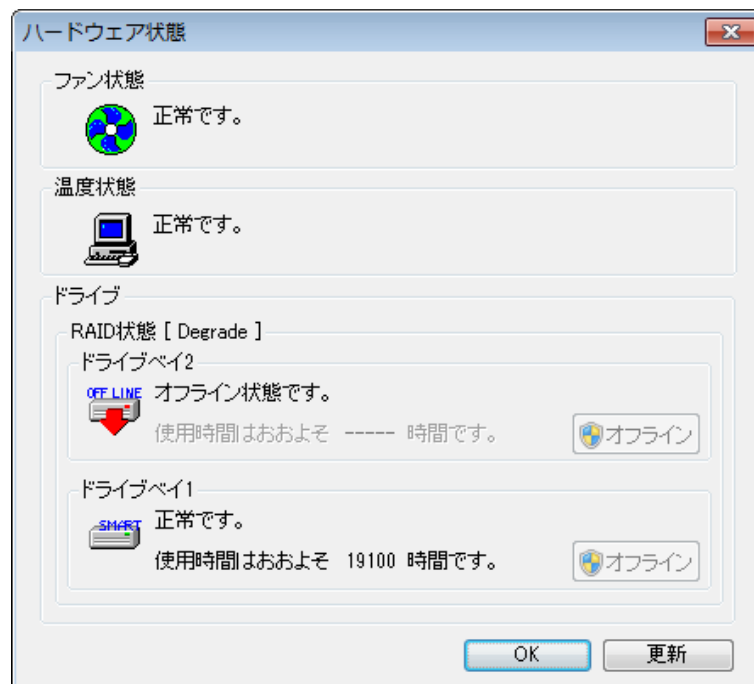 ハードウェア状態
ファン状態
正常です。
温度状態
正常です。
ドライブ
RAID状態 [ Degrade ]
ドライブベイ2
OFF LINE
オフライン状態です。
使用時間はおおよそ ----- 時間です。
オフライン
ドライブベイ1
SMART
正常です。
使用時間はおおよそ 19100 時間です。
オフライン
OK
更新